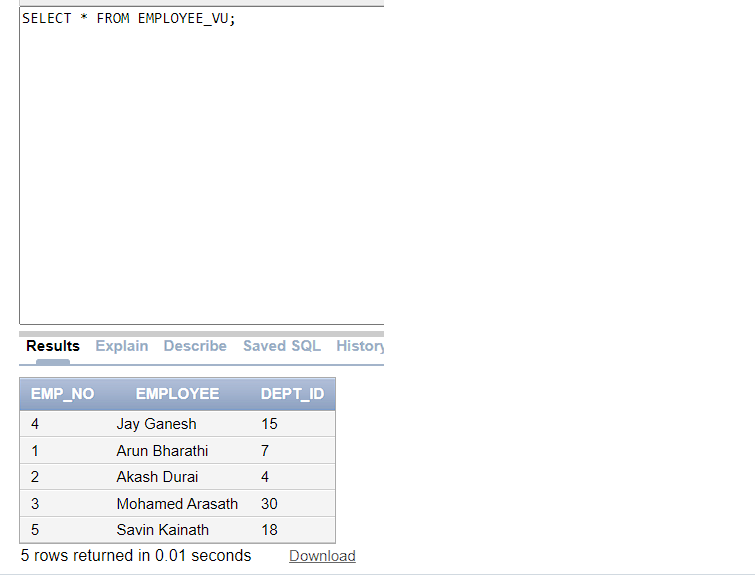 SELECT * FROM EMPLOYEE_VU;
Results Explain Describe Saved SQL History
EMP_NO EMPLOYEE DEPT_ID
4 Jay Ganesh 15
1 Arun Bharathi 7
2 Akash Durai 4
3 Mohamed Arasath 30
5 Savin Kainath 18
5 rows returned in 0.01 seconds Download